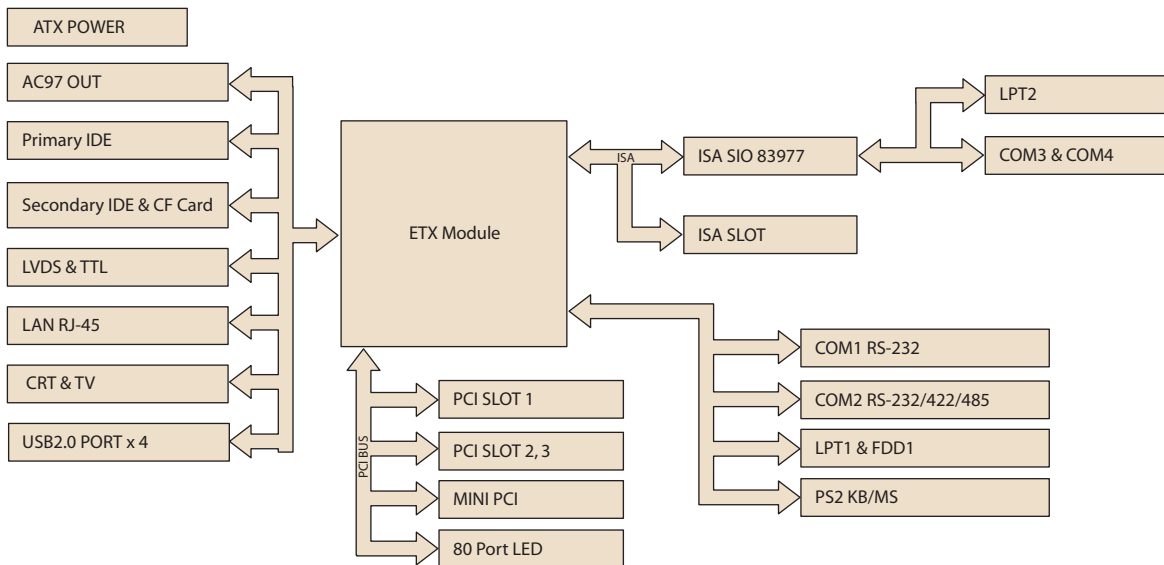 ATX POWER
AC97 OUT
Primary IDE
Secondary IDE & CF Card
LVDS & TTL
LAN RJ-45
CRT & TV
USB2.0 PORT x 4
ETX Module
ISA
ISA SIO 83977
ISA SLOT
LPT2
COM3 & COM4
COM1 RS-232
COM2 RS-232/422/485
LPT1 & FDD1
PS2 KB/MS
PCI BUS
PCI SLOT 1
PCI SLOT 2, 3
MINI PCI
80 Port LED